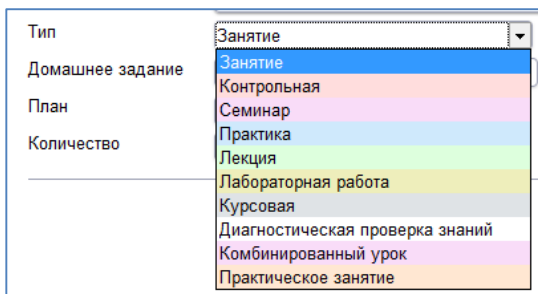 Тип
Занятие
Домашнее задание
Занятие
План
Контрольная
Количество
Семинар
Практика
Лекция
Лабораторная работа
Курсовая
Диагностическая проверка знаний
Комбинированный урок
Практическое занятие